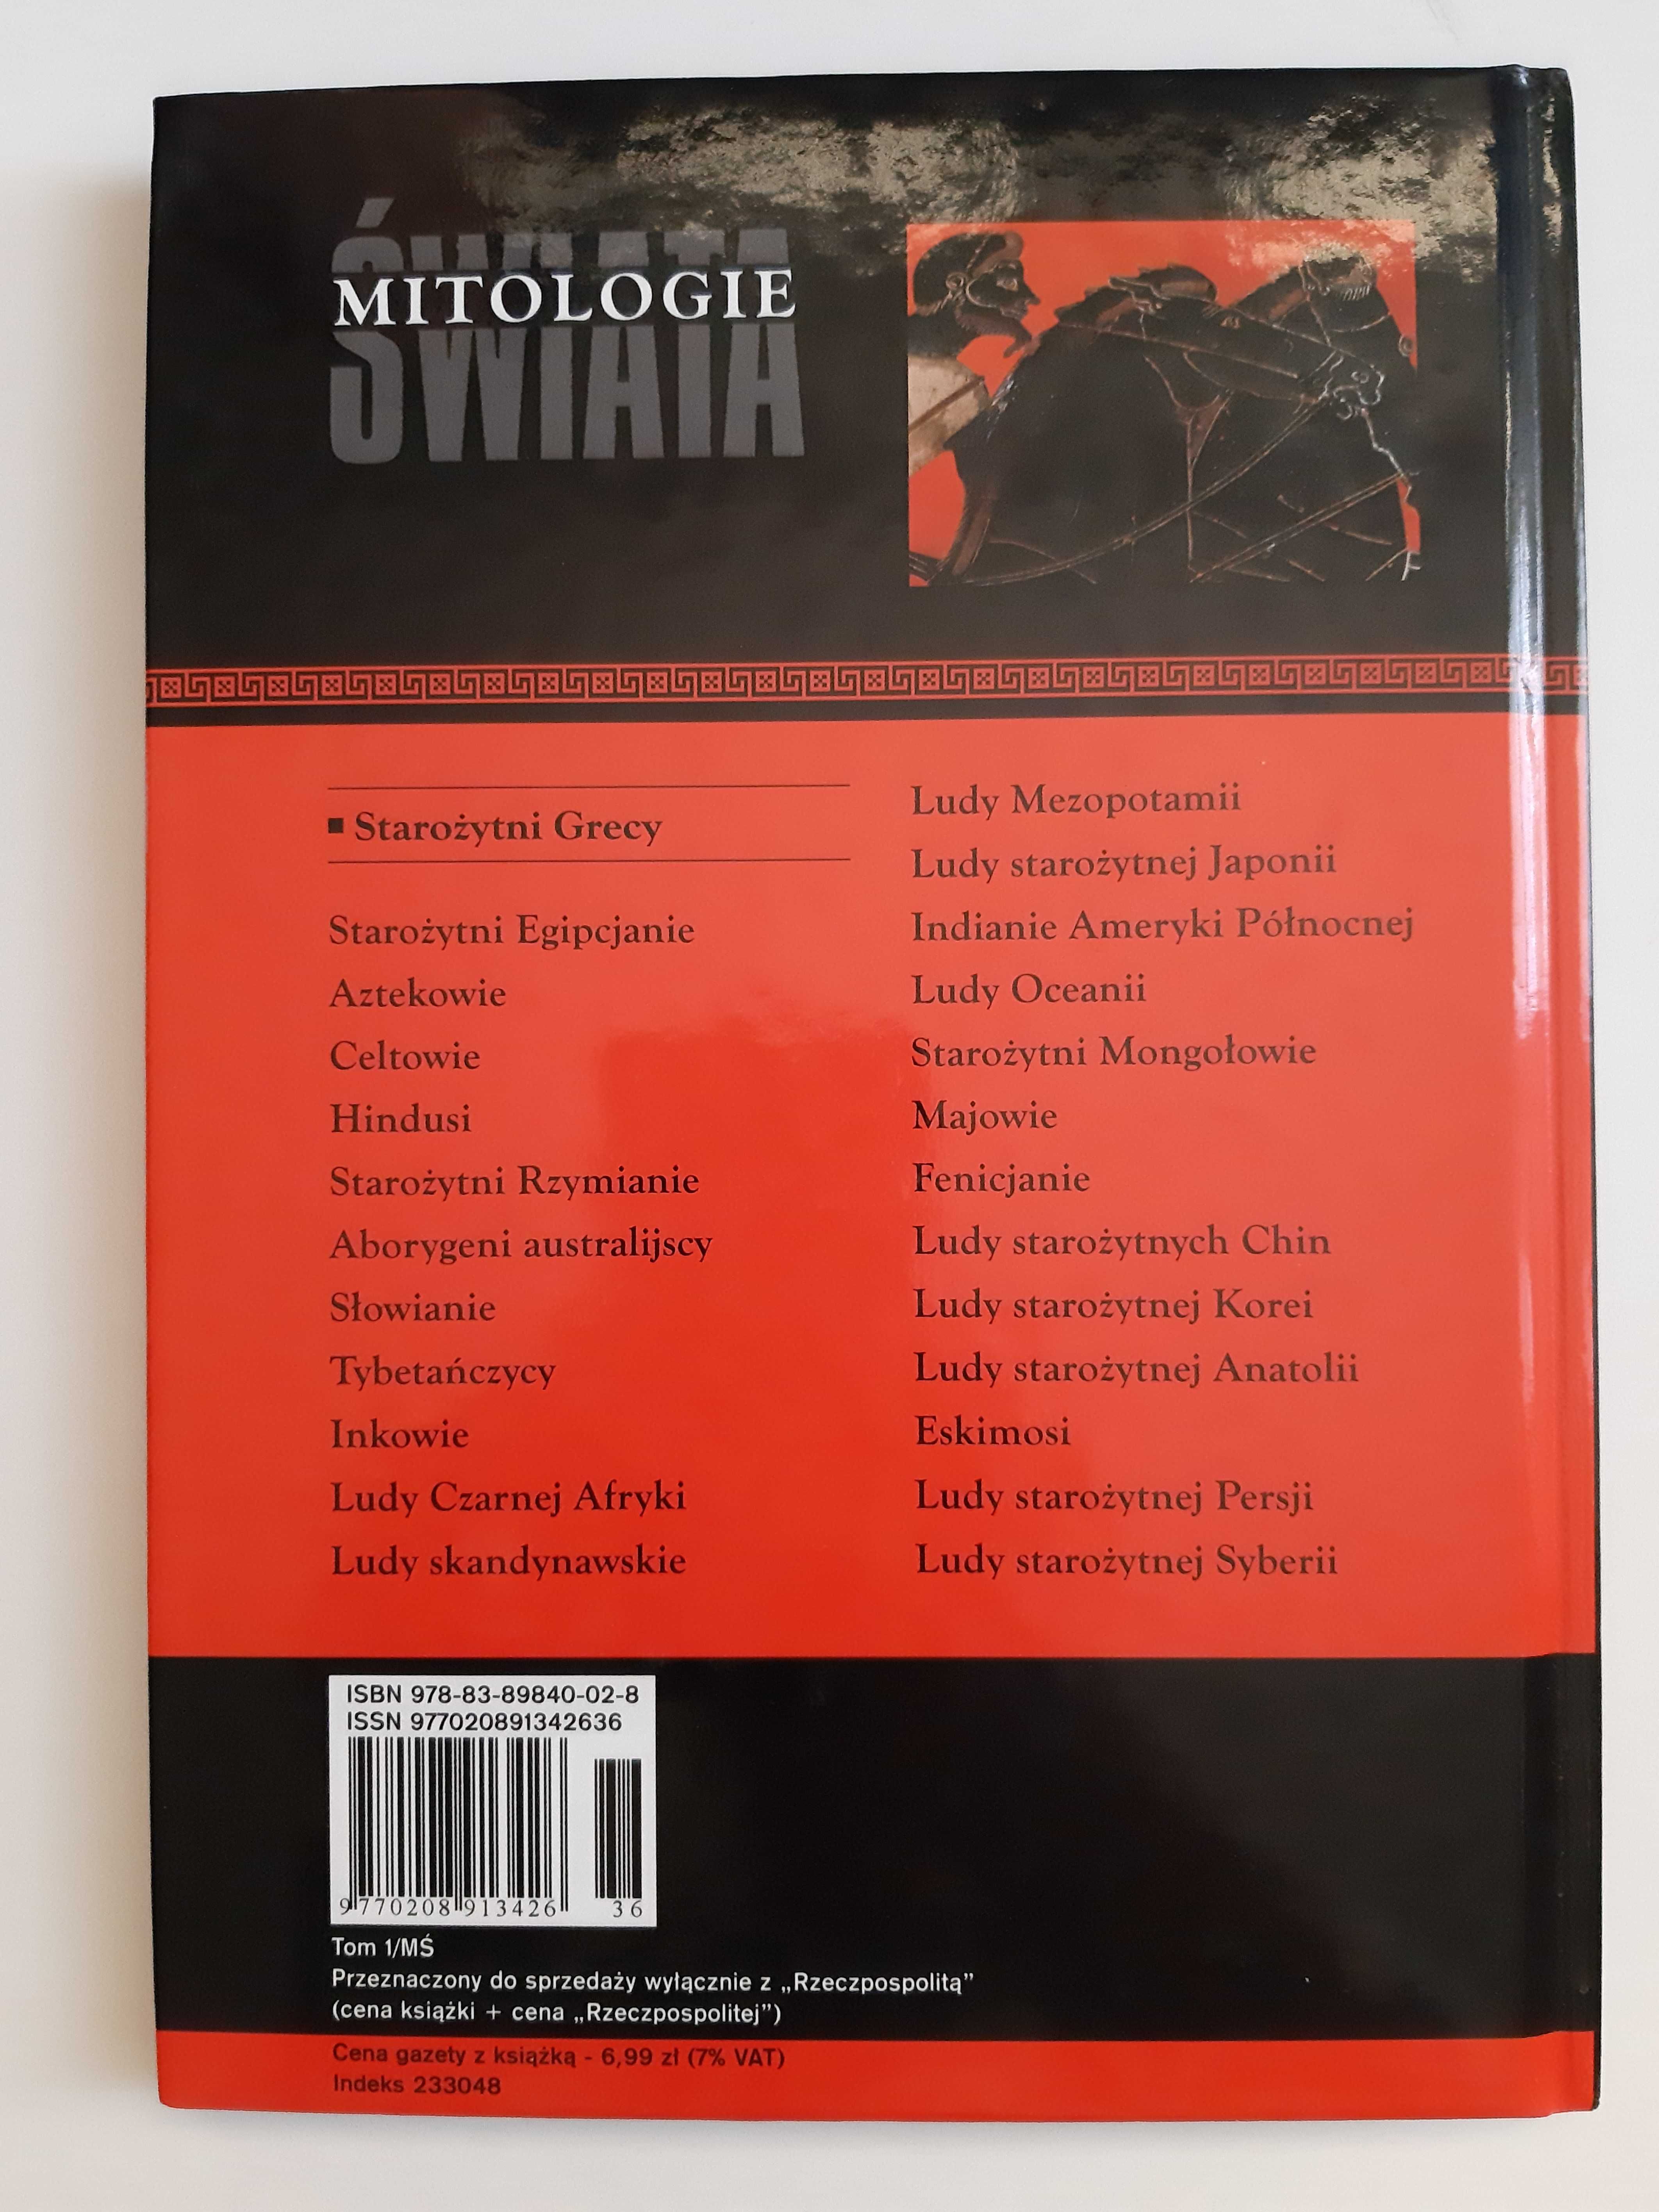 ŚWIATA
MITOLOGIE
Starożytni Grecy
Starożytni Egipcjanie
Aztekowie
Celtowie
Hindusi
Starożytni Rzymianie
Aborygeni australijscy
Słowianie
Tybetańczycy
Inkowie
Ludy Czarnej Afryki
Ludy skandynawskie
Ludy Mezopotamii
Ludy starożytnej Japonii
Indianie Ameryki Północnej
Ludy Oceanii
Starożytni Mongołowie
Majowie
Fenicjanie
Ludy starożytnych Chin
Ludy starożytnej Korei
Ludy starożytnej Anatolii
Eskimosi
Ludy starożytnej Persji
Ludy starożytnej Syberii
ISBN 978-83-89840-02-8
ISSN 977020891342636
9 770208 913426 36
Tom 1/MŚ
Przeznaczony do sprzedaży wyłącznie z „Rzeczpospolitą”
(cena książki + cena „Rzeczpospolitej”)
Cena gazety z książką - 6,99 zł (7% VAT)
Indeks 233048